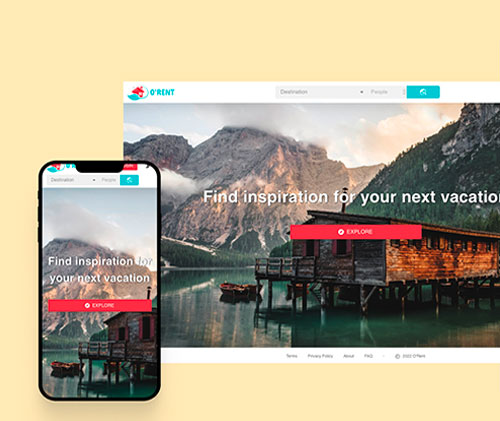 O'RENT
Destination
People
Find inspiration for your next vacation
EXPLORE
Terms
Privacy Policy
About
FAQ
2022 O'Rent
Destination
People
Find inspiration for
your next vacation
EXPLORE